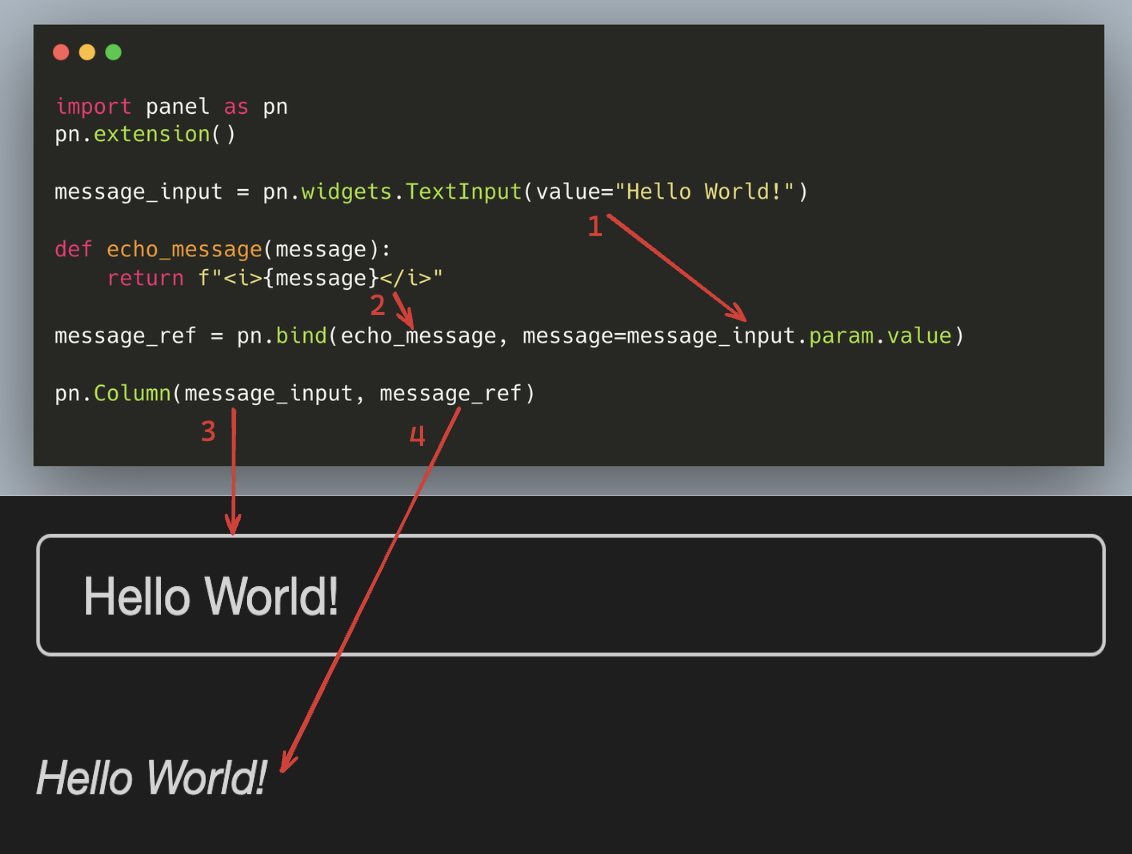 import panel as pn
pn.extension()
message_input = pn.widgets.TextInput(value="Hello World!")
1
def echo_message(message):
    return f"<i>{message}</i>"
2
message_ref = pn.bind(echo_message, message=message_input.param.value)
pn.Column(message_input, message_ref)
3
4
Hello World!
Hello World!